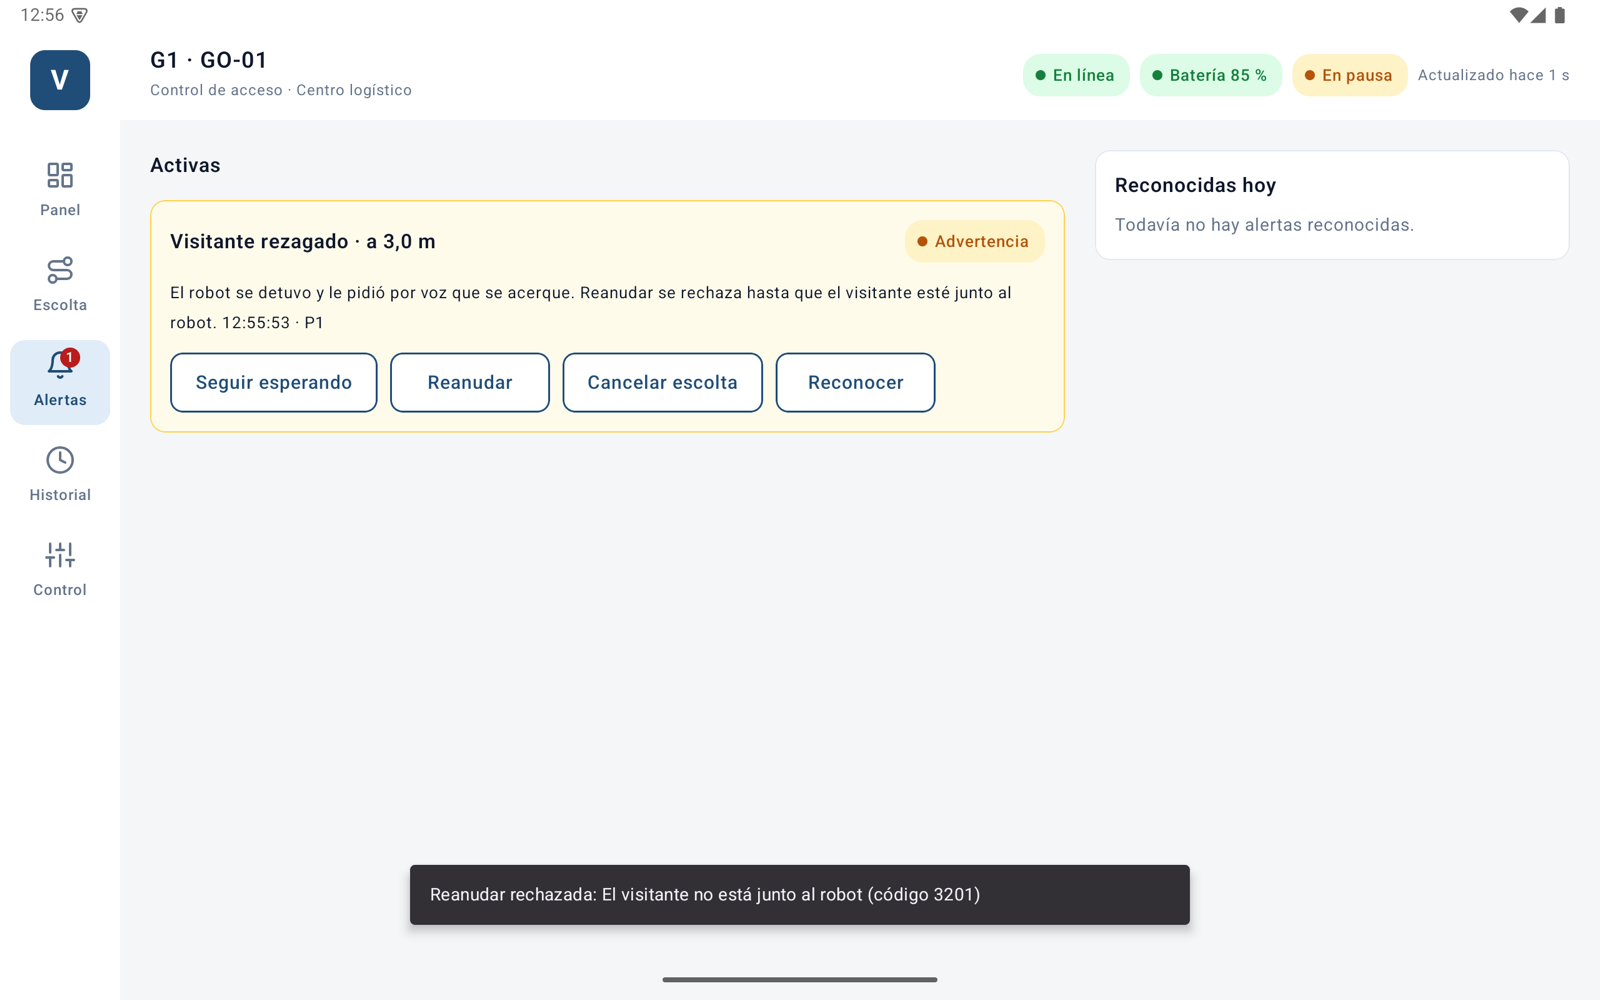 12:56
V
G1 · GO-01
Control de acceso · Centro logístico
En línea
Batería 85 %
En pausa
Actualizado hace 1 s
Panel
Escolta
1
Alertas
Historial
Control
Activas
Visitante rezagado · a 3,0 m
Advertencia
El robot se detuvo y le pidió por voz que se acerque. Reanudar se rechaza hasta que el visitante esté junto al
robot. 12:55:53 · P1
Seguir esperando
Reanudar
Cancelar escolta
Reconocer
Reconocidas hoy
Todavía no hay alertas reconocidas.
Reanudar rechazada: El visitante no está junto al robot (código 3201)